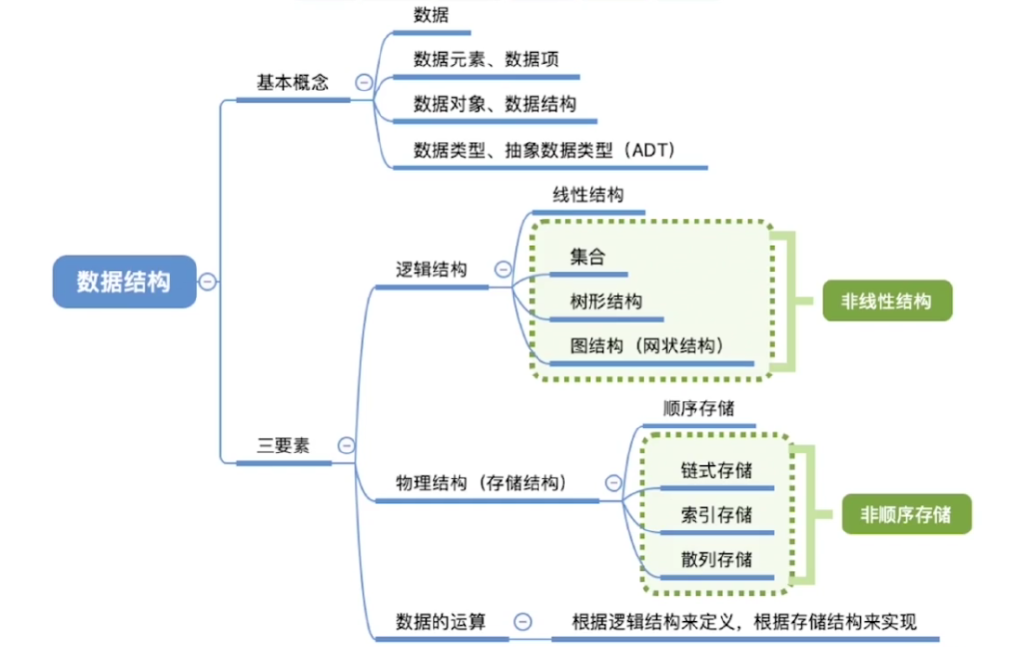 数据
数据元素、数据项
基本概念
数据对象、数据结构
数据类型、抽象数据类型（ADT）
线性结构
集合
逻辑结构
数据结构
树形结构
非线性结构
图结构（网状结构）
顺序存储
三要素
链式存储
物理结构（存储结构）
索引存储
非顺序存储
散列存储
数据的运算
根据逻辑结构来定义，根据存储结构来实现